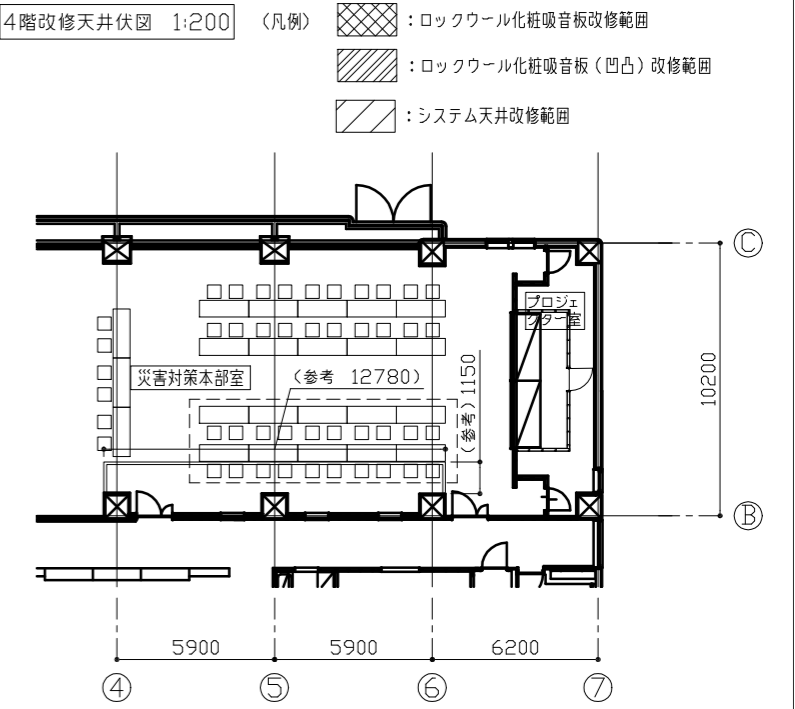 4階改修天井伏図 1:200
(凡例)
:ロックウール化粧吸音板改修範囲
:ロックウール化粧吸音板(凹凸)改修範囲
:システム天井改修範囲
Ⓒ
プロジェ
クター室
災害対策本部室
(参考 12780)
(参考)1150
10200
Ⓑ
5900
5900
6200
④
⑤
⑥
⑦